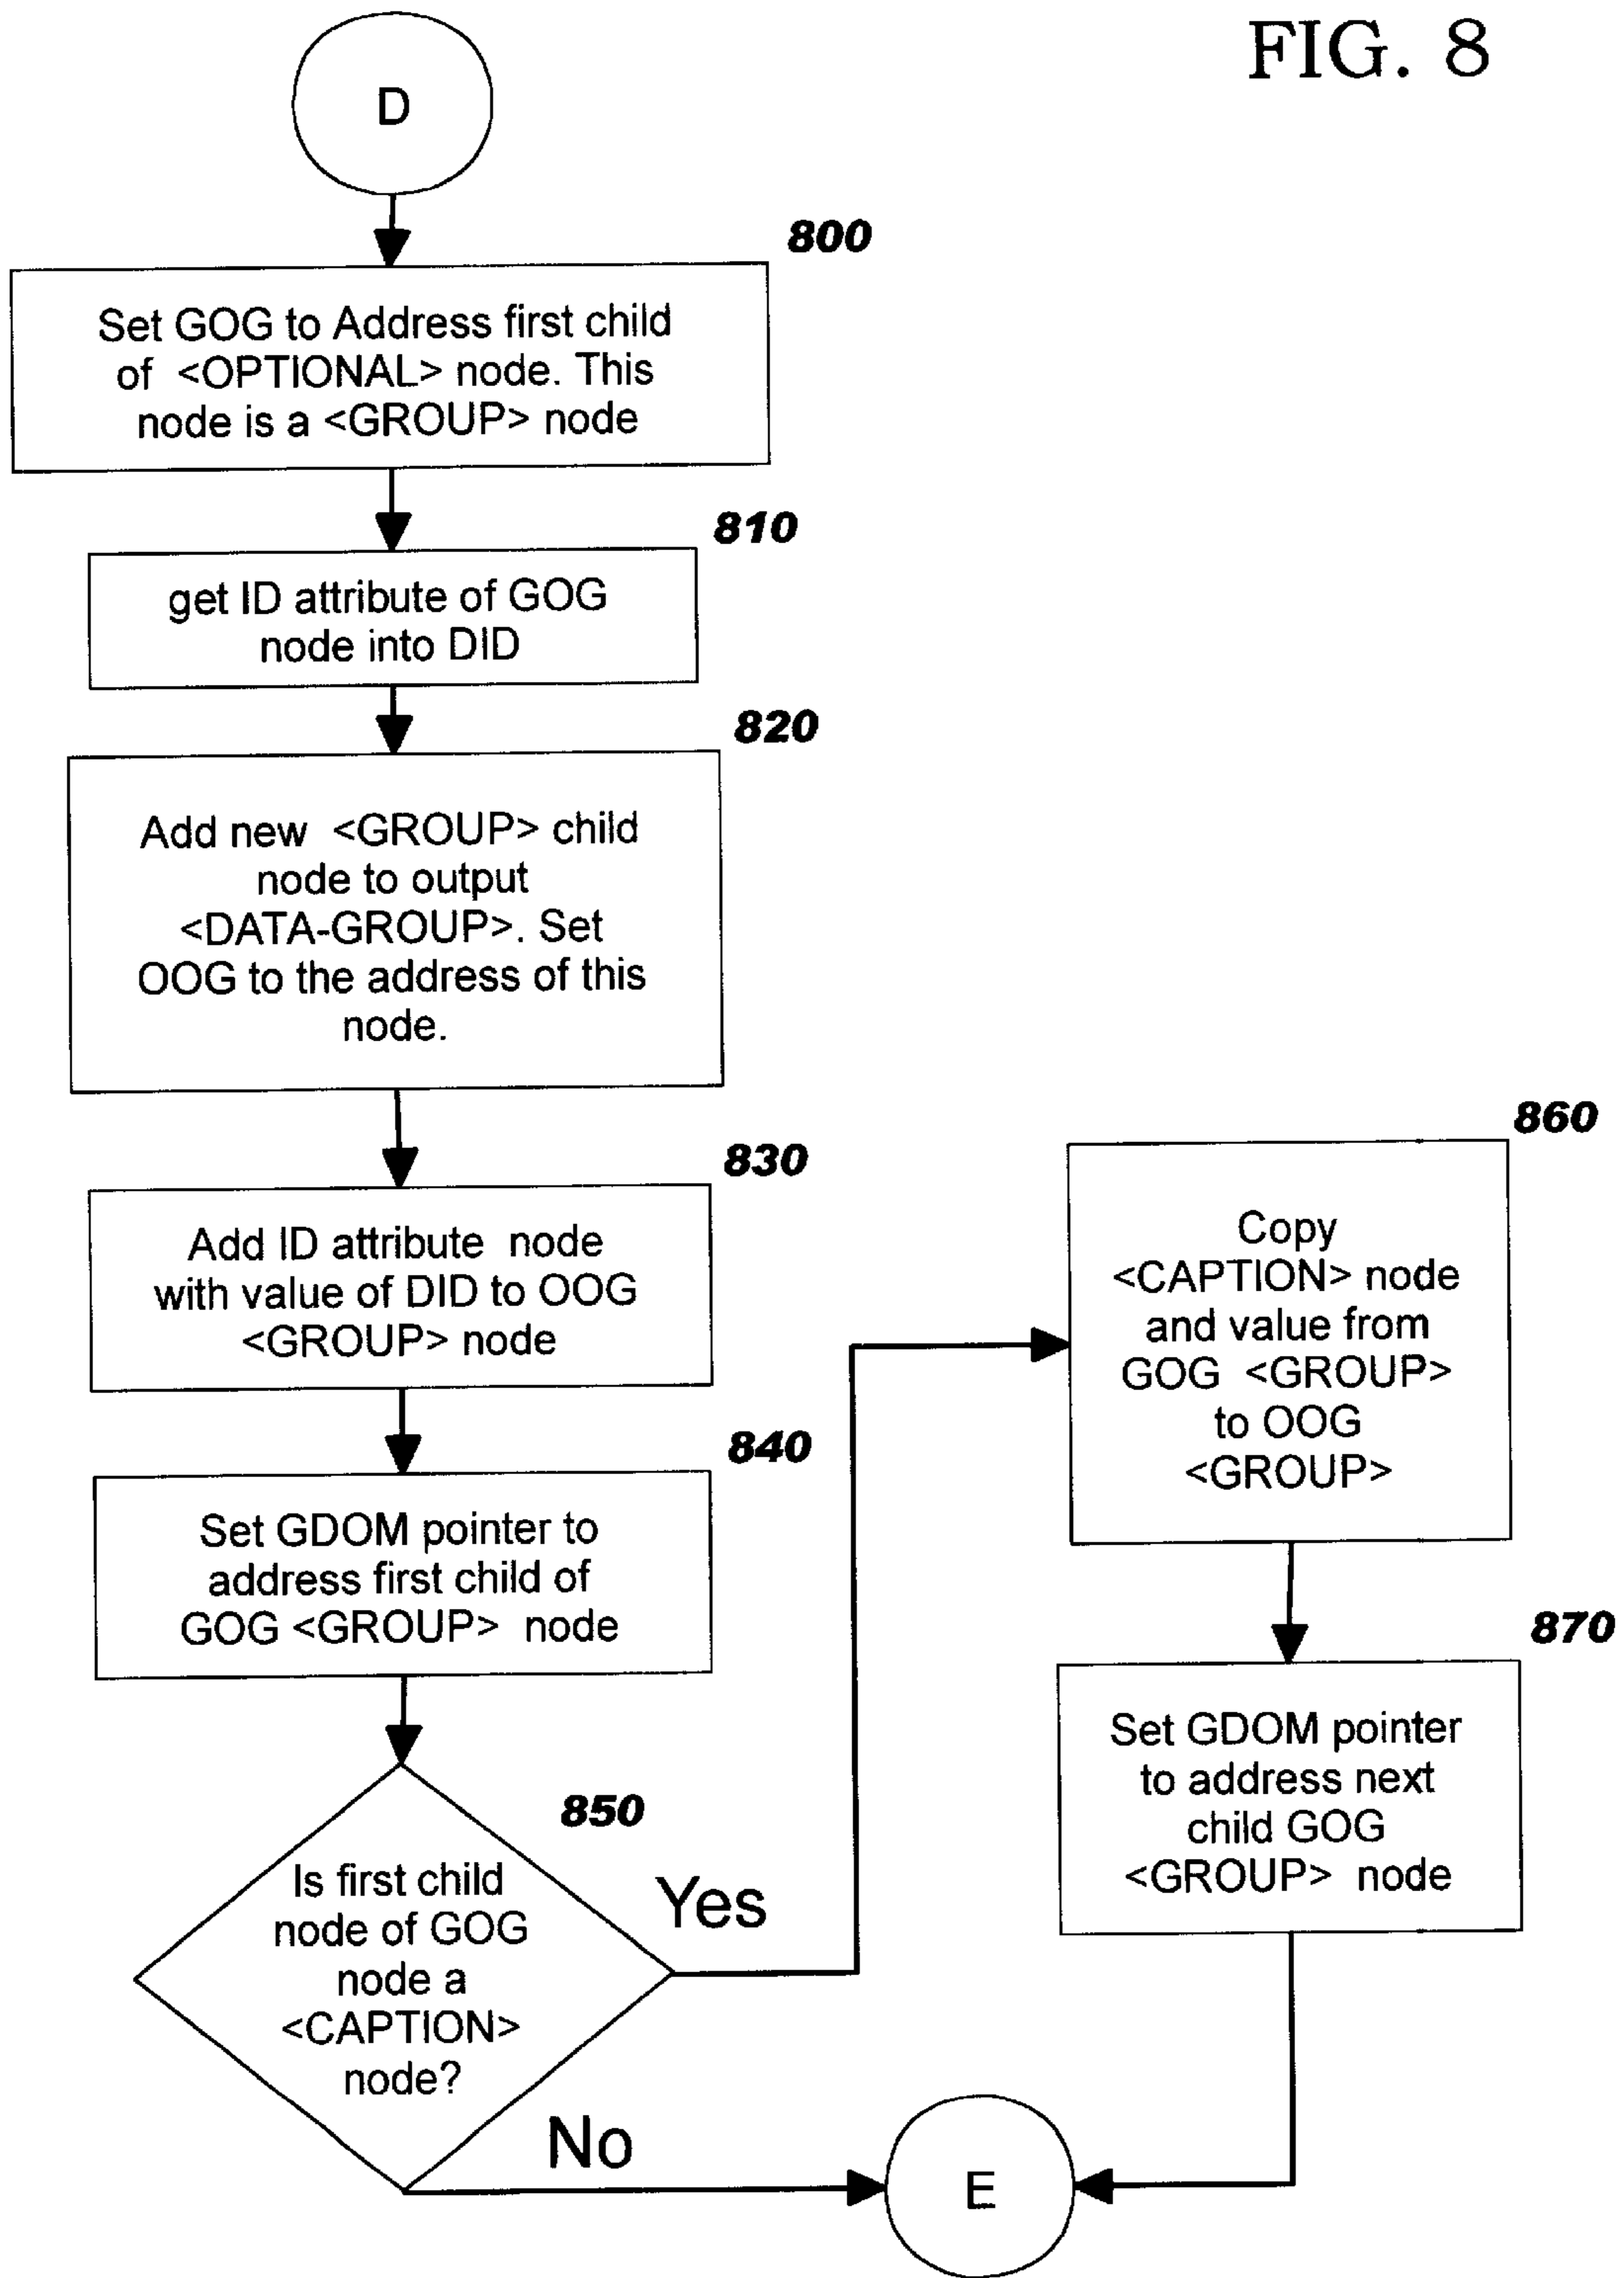 FIG. 8
D
800
Set GOG to Address first child
of <OPTIONAL> node. This
node is a <GROUP> node
810
get ID attribute of GOG
node into DID
820
Add new <GROUP> child
node to output
<DATA-GROUP>. Set
OOG to the address of this
node.
830
Add ID attribute node
with value of DID to OOG
<GROUP> node
840
Set GDOM pointer to
address first child of
GOG <GROUP> node
850
Is first child
node of GOG
node a
<CAPTION>
node?
Yes
No
860
Copy
<CAPTION> node
and value from
GOG <GROUP>
to OOG
<GROUP>
870
Set GDOM pointer
to address next
child GOG
<GROUP> node
E